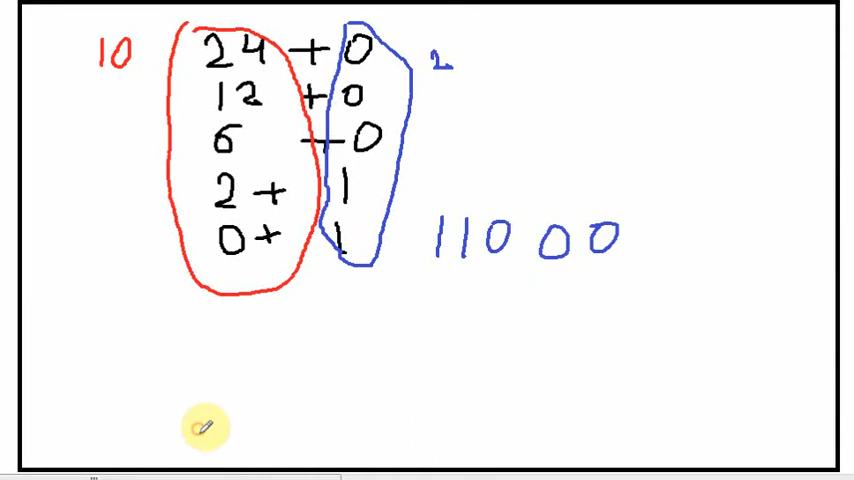 10 24 + 0 2
12 + 0
6 + 0
2 + 1
0 + 1 11000